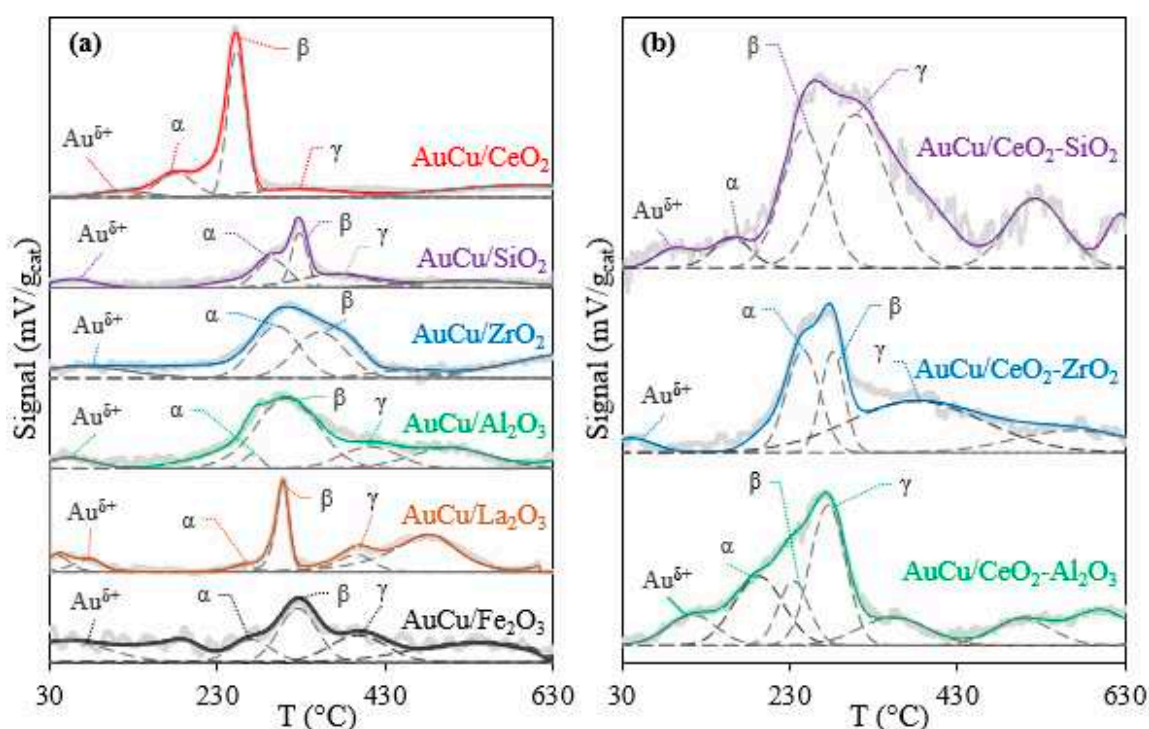 (a)
β
α
Au^δ+
γ
AuCu/CeO₂
Au^δ+
α
β
γ
AuCu/SiO₂
Au^δ+
α
β
AuCu/ZrO₂
Au^δ+
α
β
γ
AuCu/Al₂O₃
Au^δ+
α
β
γ
AuCu/La₂O₃
Au^δ+
α
β
γ
AuCu/Fe₂O₃
Signal (mV/g_cat)
30 230 430 630
T (°C)
(b)
β
γ
AuCu/CeO₂-SiO₂
α
Au^δ+
α
β
γ
AuCu/CeO₂-ZrO₂
Au^δ+
β
γ
α
AuCu/CeO₂-Al₂O₃
Au^δ+
Signal (mV/g_cat)
30 230 430 630
T (°C)